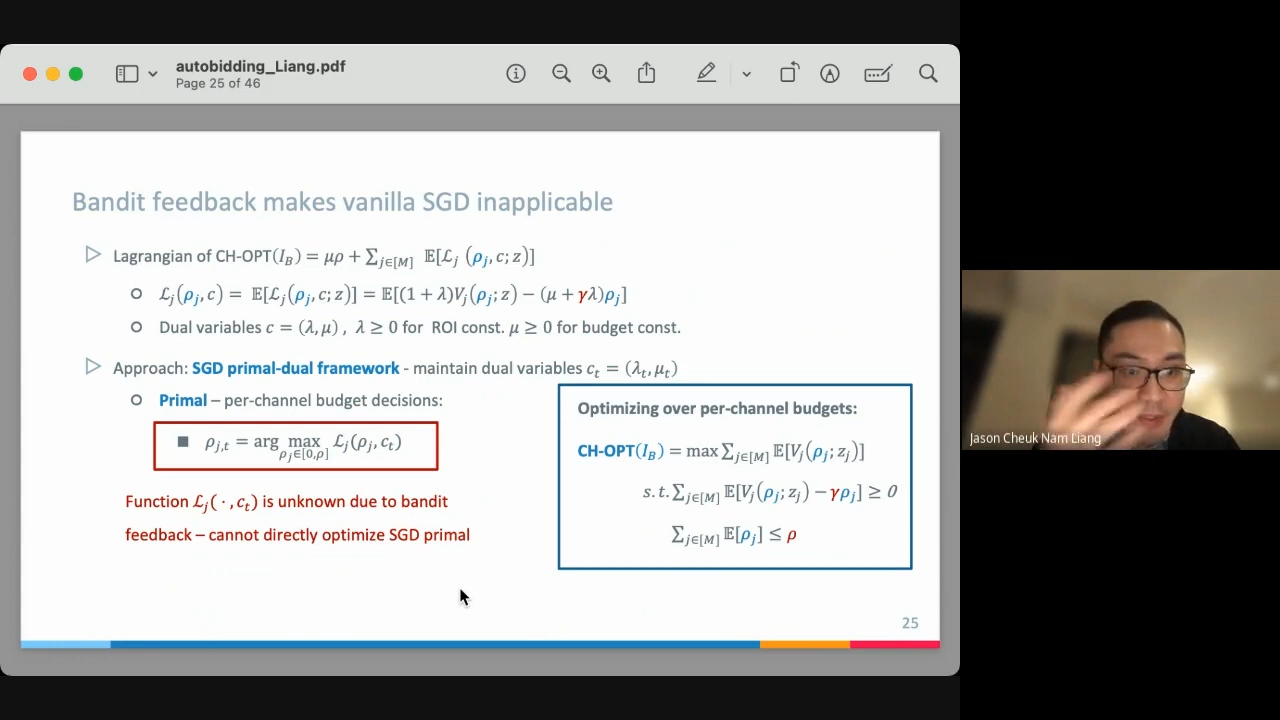 autobidding_Liang.pdf
Page 25 of 46
Bandit feedback makes vanilla SGD inapplicable
Lagrangian of CH-OPT(I_B) = μρ + ∑_{j∈[M]} 𝔼[ℒ_j (ρ_j, c; z)]
ℒ_j(ρ_j, c) = 𝔼[ℒ_j(ρ_j, c; z)] = 𝔼[(1 + λ)V_j(ρ_j; z) − (μ + γλ)ρ_j]
Dual variables c = (λ, μ) , λ ≥ 0 for ROI const. μ ≥ 0 for budget const.
Approach: SGD primal-dual framework - maintain dual variables c_t = (λ_t, μ_t)
Primal – per-channel budget decisions:
ρ_{j,t} = arg max_{ρ_j∈[0,ρ]} ℒ_j(ρ_j, c_t)
Function ℒ_j( · , c_t) is unknown due to bandit
feedback – cannot directly optimize SGD primal
Optimizing over per-channel budgets:
CH-OPT(I_B) = max ∑_{j∈[M]} 𝔼[V_j(ρ_j; z_j)]
s. t. ∑_{j∈[M]} 𝔼[V_j(ρ_j; z_j) − γρ_j] ≥ 0
∑_{j∈[M]} 𝔼[ρ_j] ≤ ρ
25
Jason Cheuk Nam Liang